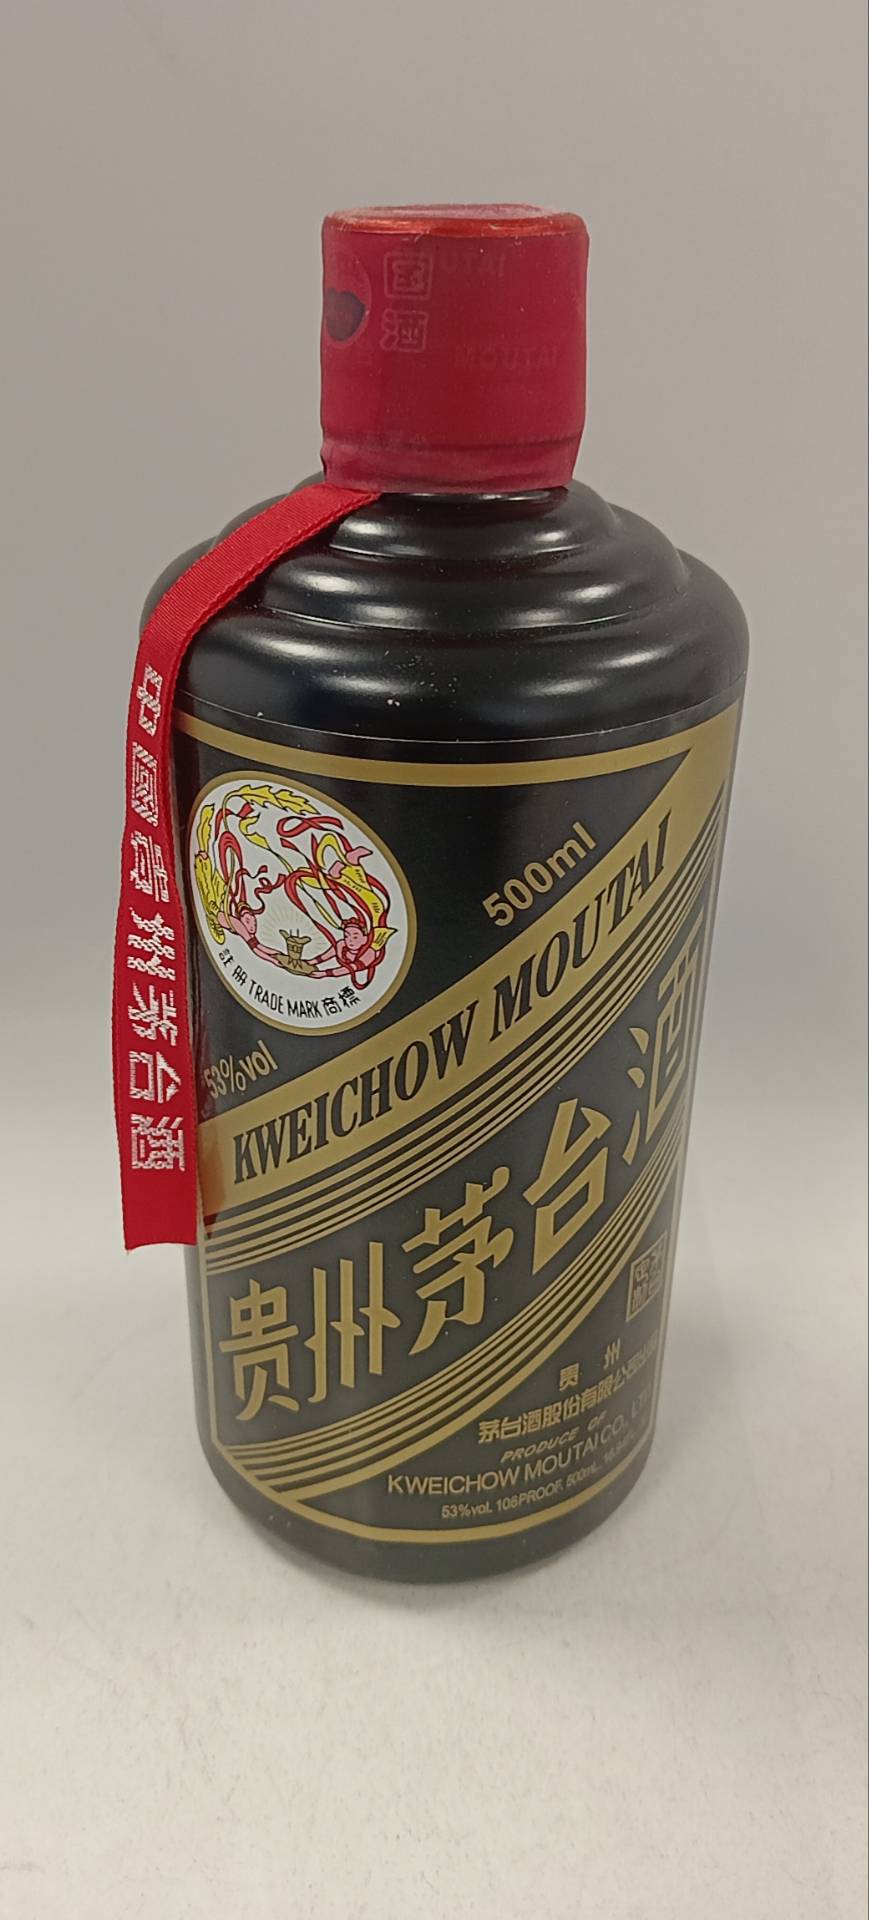 国酒
MOUTAI
MOUTAI
中國貴州茅台酒
註冊 TRADE MARK 商標
500ml
53%vol
KWEICHOW MOUTAI
贵州茅台酒
贵州
茅台酒股份有限公司出品
PRODUCE OF
KWEICHOW MOUTAI CO., LTD
53%vol. 106PROOF, 500mL,